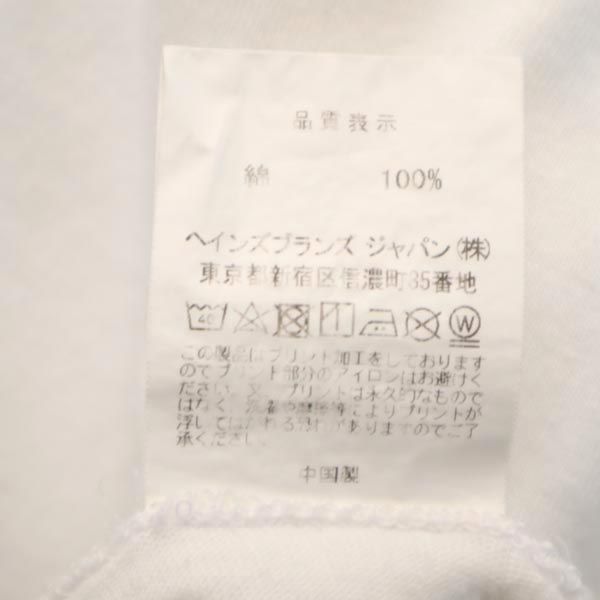 品質表示
綿 100%
ヘインズブランズ ジャパン(株)
東京都新宿区信濃町35番地
40 W
この製品はプリント加工をしております
のでプリント部分のアイロンはお避けく
ださい。又、プリントは永久的なもので
はなく、洗濯や摩擦等によりプリントが
浮いてはがれる恐れがありますのでご了
承ください。
中国製